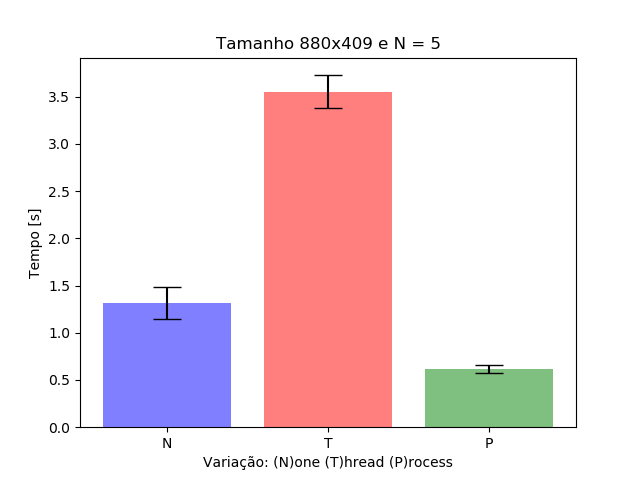 Tamanho 880x409 e N = 5
Tempo [s]
3.5
3.0
2.5
2.0
1.5
1.0
0.5
0.0
N T P
Variação: (N)one (T)hread (P)rocess